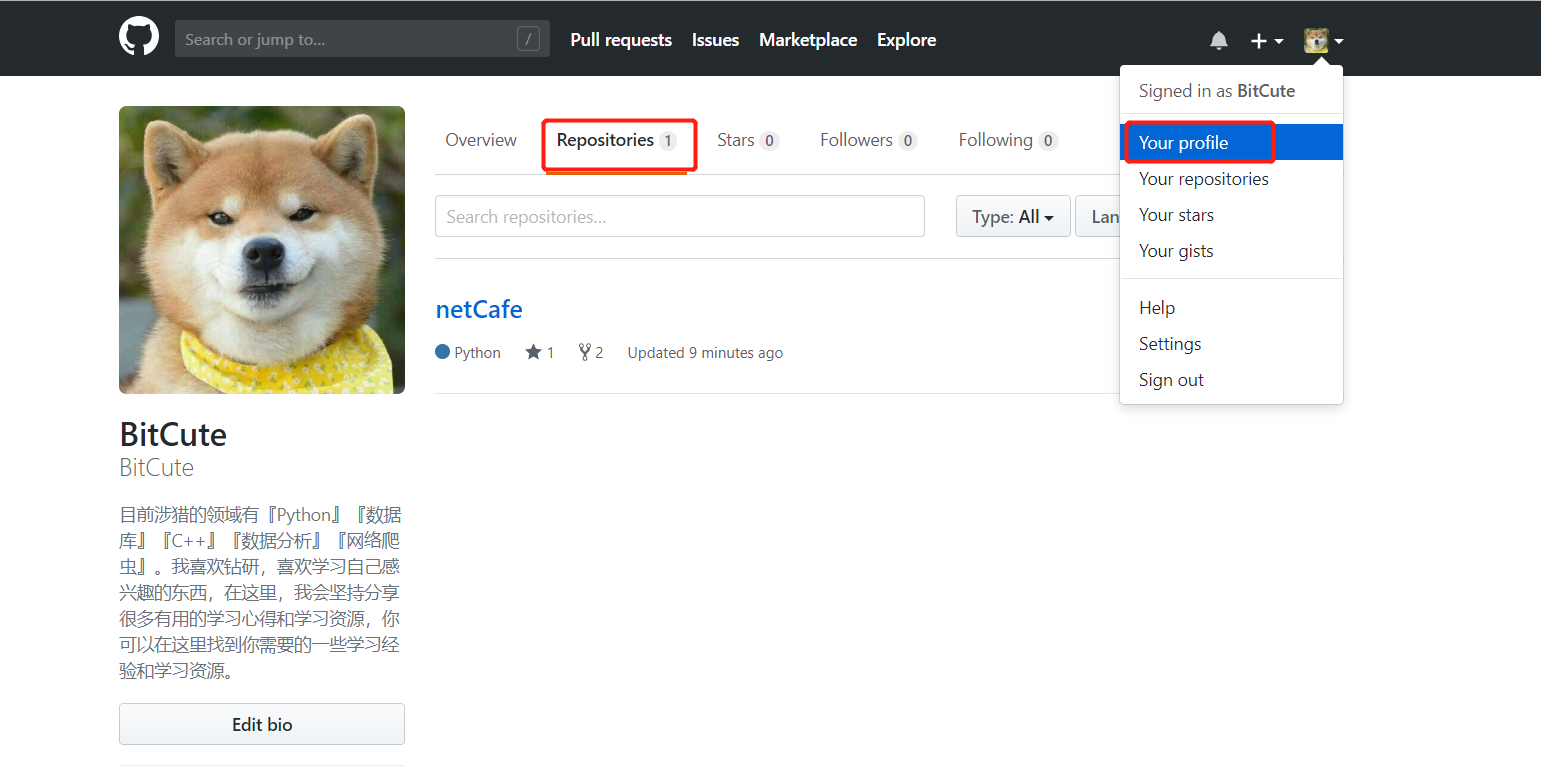 Search or jump to... / Pull requests Issues Marketplace Explore
Signed in as BitCute
Your profile
Your repositories
Your stars
Your gists
Help
Settings
Sign out
Overview Repositories 1 Stars 0 Followers 0 Following 0
Search repositories... Type: All Lan
netCafe
Python 1 2 Updated 9 minutes ago
BitCute
BitCute
目前涉猎的领域有『Python』『数据
库』『C++』『数据分析』『网络爬
虫』。我喜欢钻研，喜欢学习自己感
兴趣的东西，在这里，我会坚持分享
很多有用的学习心得和学习资源，你
可以在这里找到你需要的一些学习经
验和学习资源。
Edit bio